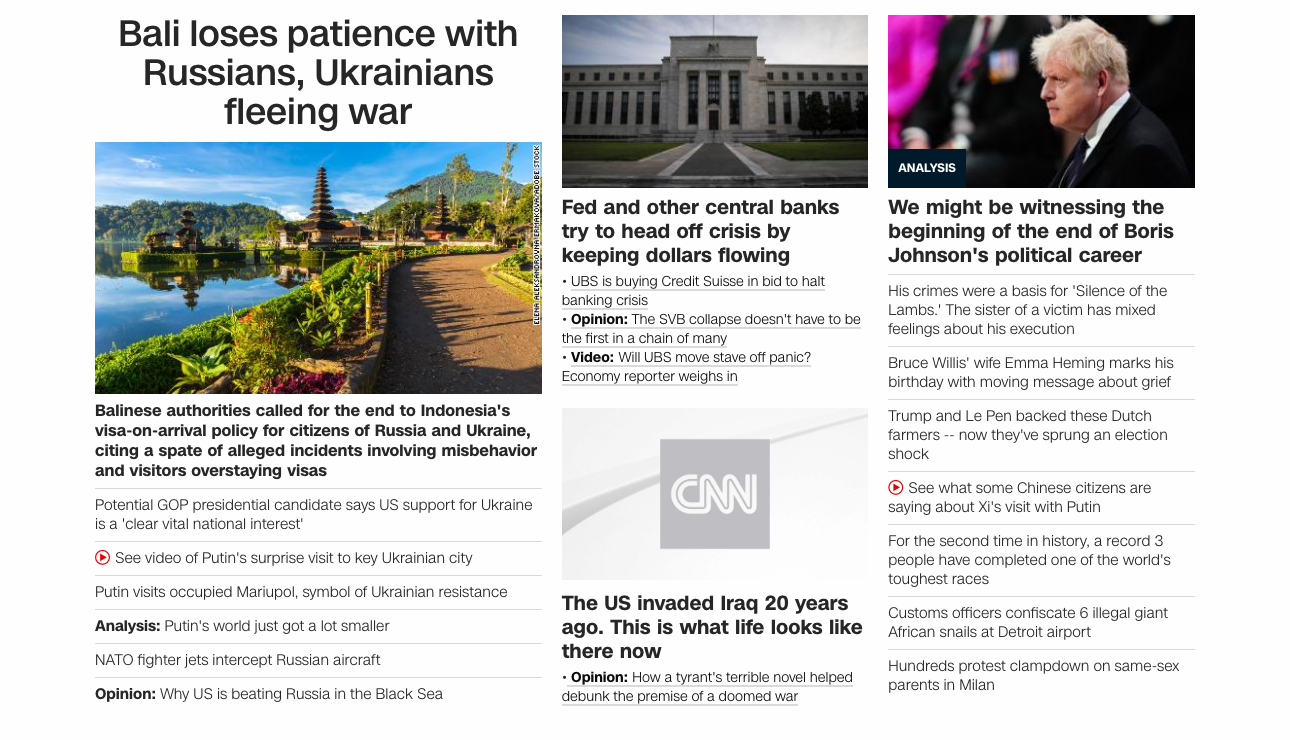 Bali loses patience with
Russians, Ukrainians
fleeing war
ELENA ALEKSANDROVNA ERMAKOVA/ADOBE STOCK
Balinese authorities called for the end to Indonesia's
visa-on-arrival policy for citizens of Russia and Ukraine,
citing a spate of alleged incidents involving misbehavior
and visitors overstaying visas
Potential GOP presidential candidate says US support for Ukraine
is a 'clear vital national interest'
See video of Putin's surprise visit to key Ukrainian city
Putin visits occupied Mariupol, symbol of Ukrainian resistance
Analysis: Putin's world just got a lot smaller
NATO fighter jets intercept Russian aircraft
Opinion: Why US is beating Russia in the Black Sea
Fed and other central banks
try to head off crisis by
keeping dollars flowing
• UBS is buying Credit Suisse in bid to halt
banking crisis
• Opinion: The SVB collapse doesn't have to be
the first in a chain of many
• Video: Will UBS move stave off panic?
Economy reporter weighs in
CNN
The US invaded Iraq 20 years
ago. This is what life looks like
there now
• Opinion: How a tyrant's terrible novel helped
debunk the premise of a doomed war
ANALYSIS
We might be witnessing the
beginning of the end of Boris
Johnson's political career
His crimes were a basis for 'Silence of the
Lambs.' The sister of a victim has mixed
feelings about his execution
Bruce Willis' wife Emma Heming marks his
birthday with moving message about grief
Trump and Le Pen backed these Dutch
farmers -- now they've sprung an election
shock
See what some Chinese citizens are
saying about Xi's visit with Putin
For the second time in history, a record 3
people have completed one of the world's
toughest races
Customs officers confiscate 6 illegal giant
African snails at Detroit airport
Hundreds protest clampdown on same-sex
parents in Milan